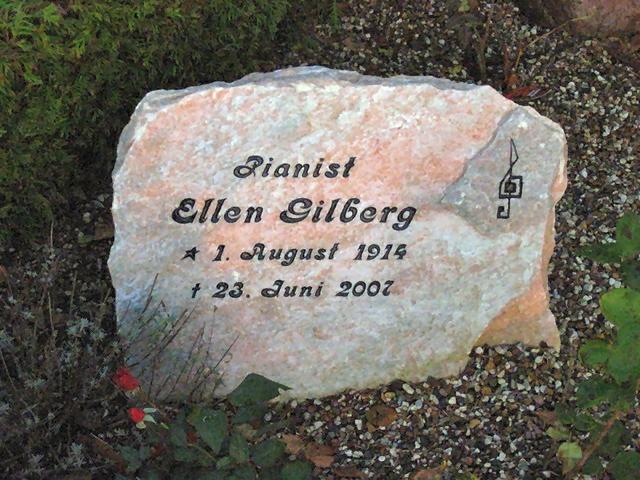 Pianist
Ellen Gilberg
* 1. August 1914
† 23. Juni 2007